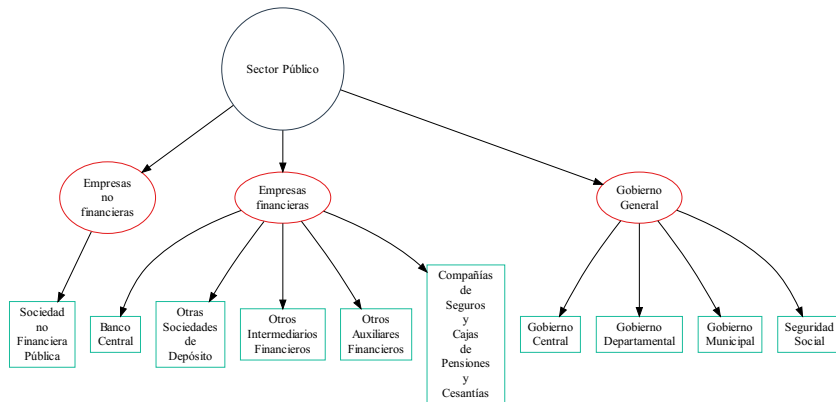 Sector Público
Empresas
no
financieras
Empresas
financieras
Gobierno
General
Sociedad
no
Financiera
Pública
Banco
Central
Otras
Sociedades
de
Depósito
Otros
Intermediarios
Financieros
Otros
Auxiliares
Financieros
Compañías
de
Seguros
y
Cajas
de
Pensiones
y
Cesantías
Gobierno
Central
Gobierno
Departamental
Gobierno
Municipal
Seguridad
Social